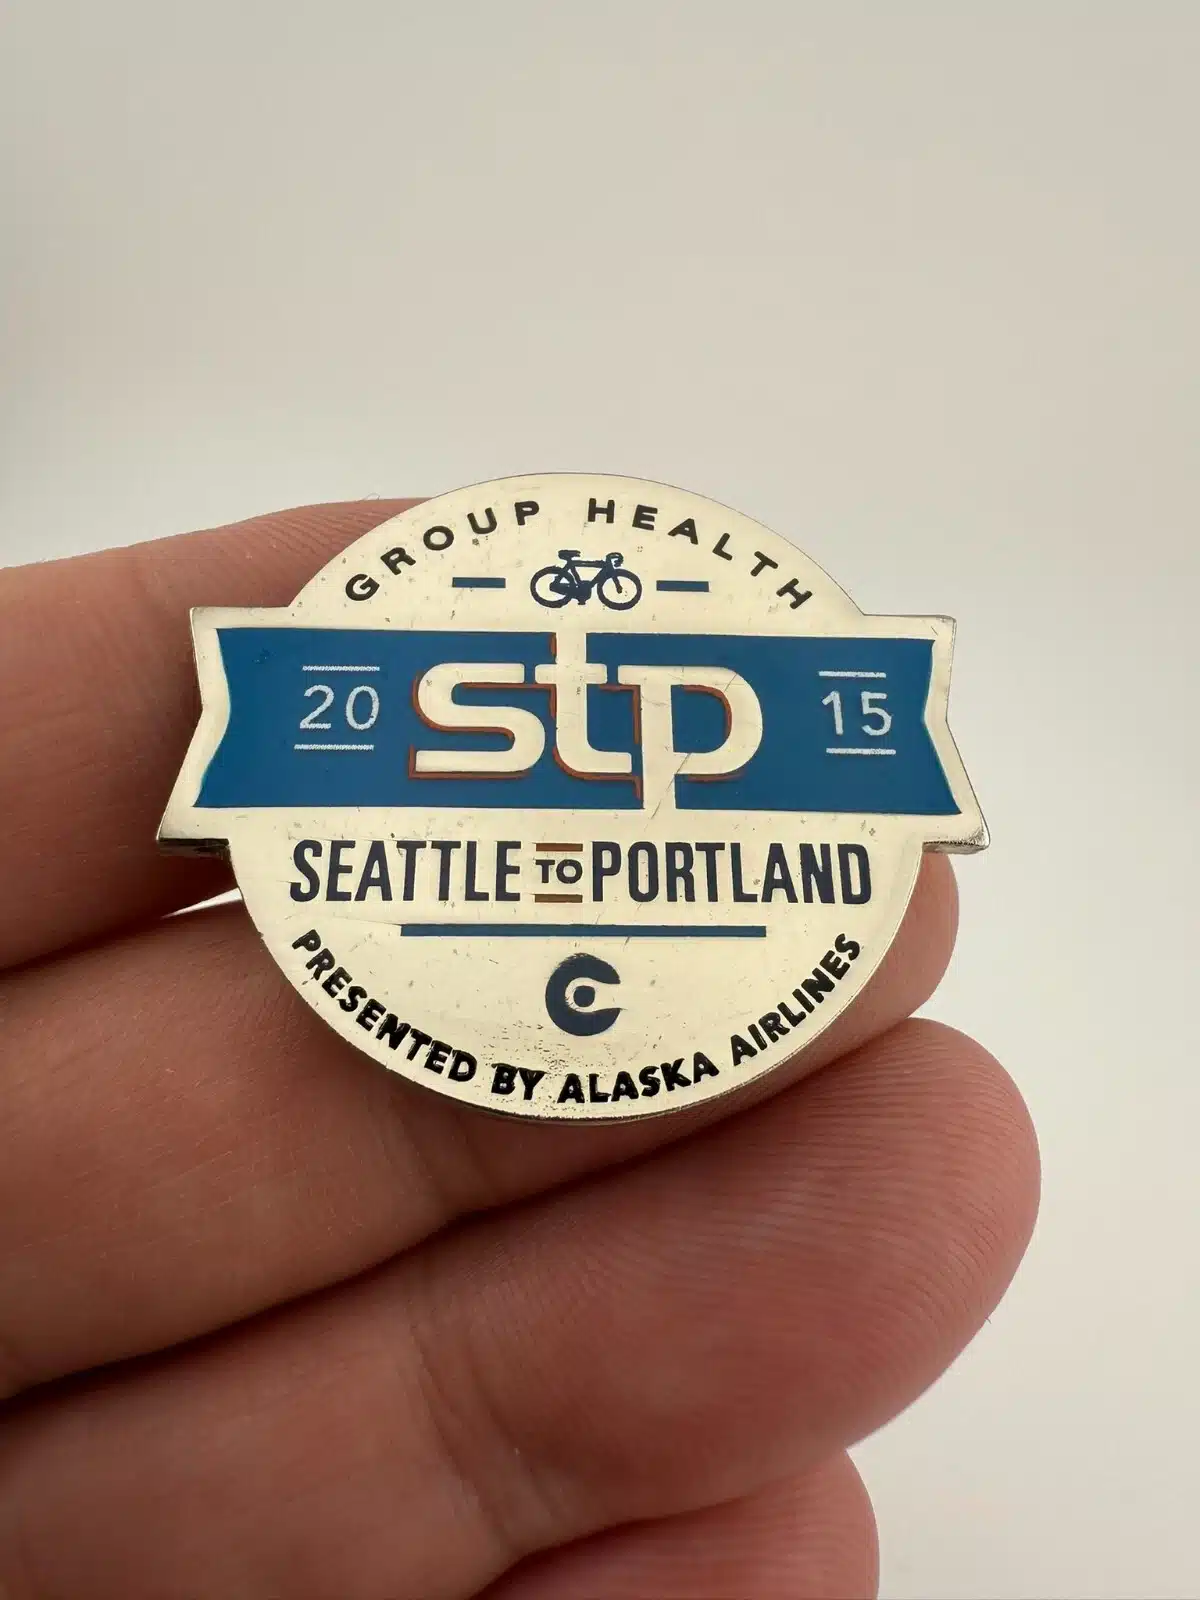 GROUP HEALTH
20 stp 15
SEATTLE TO PORTLAND
C
PRESENTED BY ALASKA AIRLINES